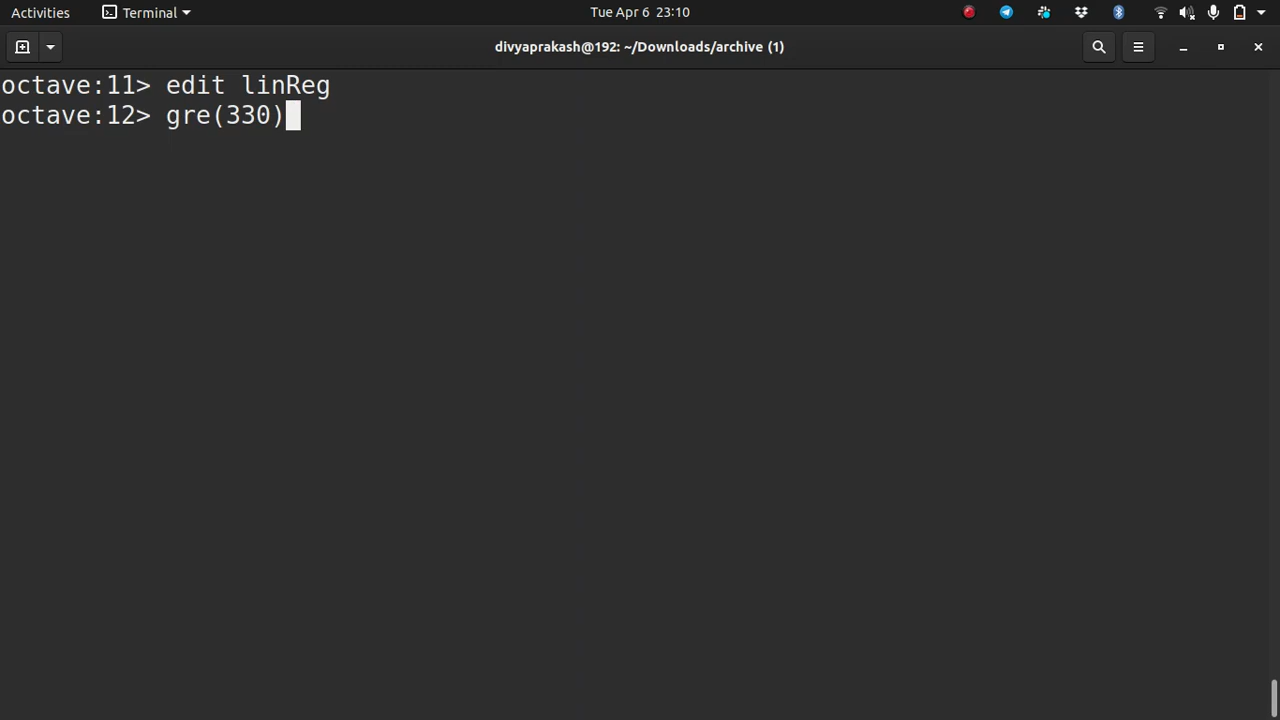 Activities
Terminal
Tue Apr 6 23:10
divyaprakash@192: ~/Downloads/archive (1)
octave:11> edit linReg
octave:12> gre(330)